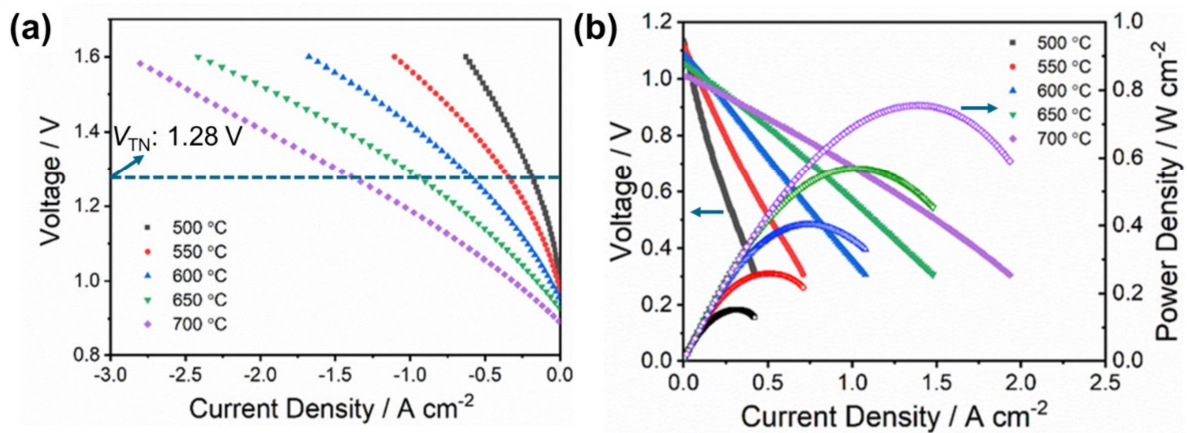 (a)
1.6
1.4
1.2
1.0
0.8
Voltage / V
V_TN: 1.28 V
500 °C
550 °C
600 °C
650 °C
700 °C
-3.0 -2.5 -2.0 -1.5 -1.0 -0.5 0.0
Current Density / A cm⁻²
(b)
1.2
1.0
0.8
0.6
0.4
0.2
0.0
Voltage / V
500 °C
550 °C
600 °C
650 °C
700 °C
1.0
0.8
0.6
0.4
0.2
0.0
Power Density / W cm⁻²
0.0 0.5 1.0 1.5 2.0 2.5
Current Density / A cm⁻²